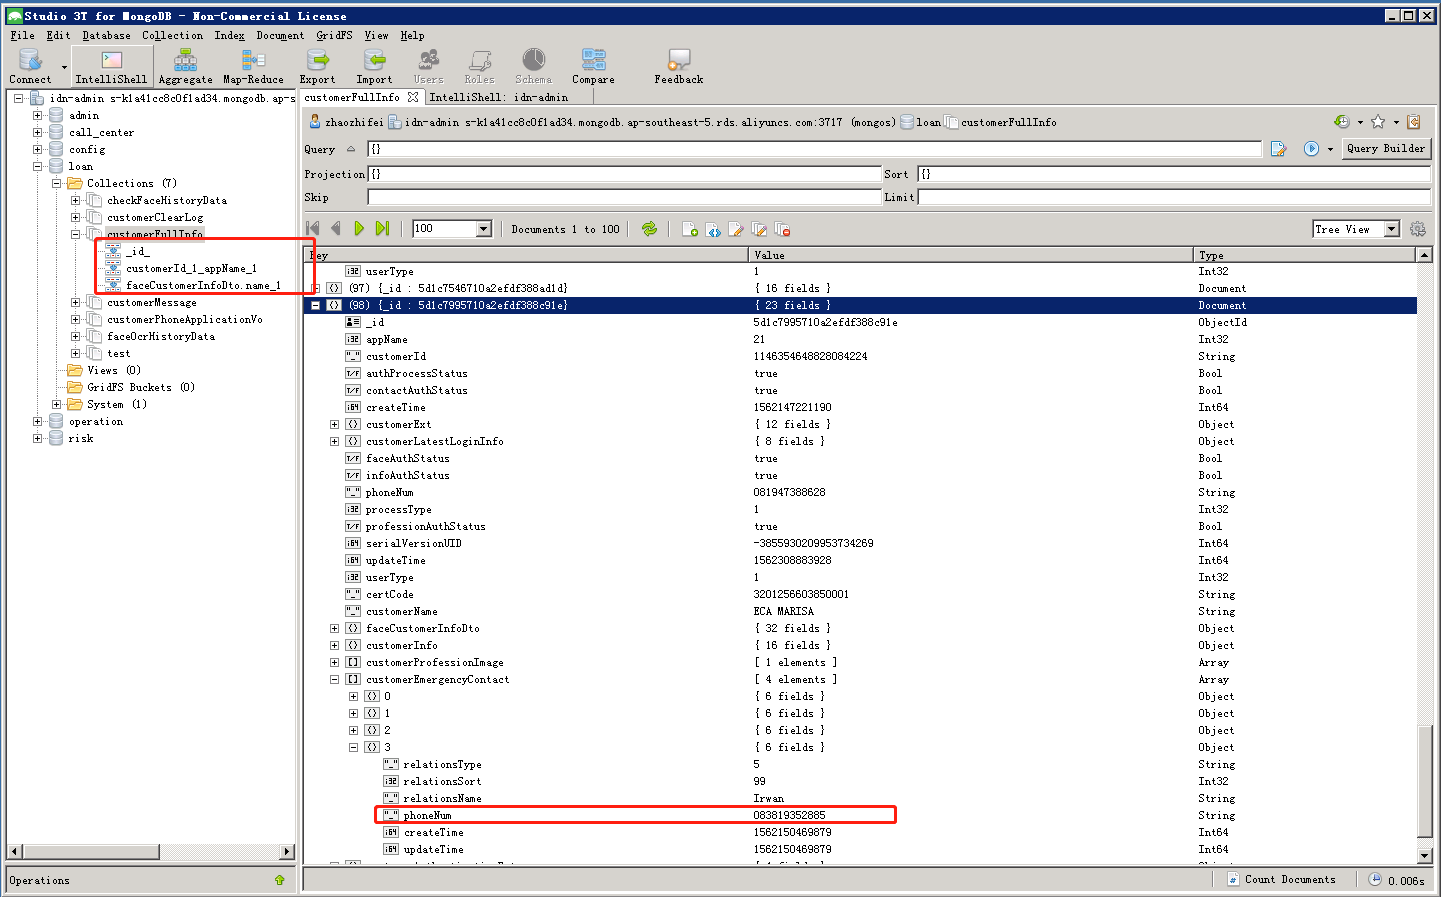 Studio 3T for MongoDB - Non-Commercial License
File Edit Database Collection Index Document GridFS View Help
Connect IntelliShell Aggregate Map-Reduce Export Import Users Roles Schema Compare Feedback
idn-admin s-k1a41cc8c0f1ad34.mongodb.ap-s
admin
call_center
config
loan
Collections (7)
checkFaceHistoryData
customerClearLog
customerFullInfo
_id_
customerId_1_appName_1
faceCustomerInfoDto.name_1
customerMessage
customerPhoneApplicationVo
faceOcrHistoryData
test
Views (0)
GridFS Buckets (0)
System (1)
operation
risk
Operations
customerFullInfo IntelliShell: idn-admin
zhaozhifei idn-admin s-k1a41cc8c0f1ad34.mongodb.ap-southeast-5.rds.aliyuncs.com:3717 (mongos) loan customerFullInfo
Query {} Query Builder
Projection {} Sort {}
Skip Limit
100 Documents 1 to 100 Tree View
Key Value Type
userType 1 Int32
(97) {_id : 5d1c7546710a2efdf388ad1d} { 16 fields } Document
(98) {_id : 5d1c7995710a2efdf388c91e} { 23 fields } Document
_id 5d1c7995710a2efdf388c91e ObjectId
appName 21 Int32
customerId 1146354648828084224 String
authProcessStatus true Bool
contactAuthStatus true Bool
createTime 1562147221190 Int64
customerExt { 12 fields } Object
customerLatestLoginInfo { 8 fields } Object
faceAuthStatus true Bool
infoAuthStatus true Bool
phoneNum 081947388628 String
processType 1 Int32
professionAuthStatus true Bool
serialVersionUID -3855930209953734269 Int64
updateTime 1562308883928 Int64
userType 1 Int32
certCode 3201256603850001 String
customerName ECA MARISA String
faceCustomerInfoDto { 32 fields } Object
customerInfo { 16 fields } Object
customerProfessionImage [ 1 elements ] Array
customerEmergencyContact [ 4 elements ] Array
0 { 6 fields } Object
1 { 6 fields } Object
2 { 6 fields } Object
3 { 6 fields } Object
relationsType 5 String
relationsSort 99 Int32
relationsName Irwan String
phoneNum 083819352885 String
createTime 1562150469879 Int64
updateTime 1562150469879 Int64
Count Documents 0.006s